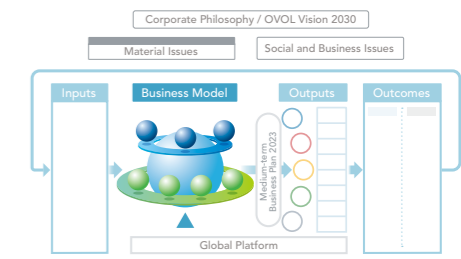 Corporate Philosophy / OVOL Vision 2030
Material Issues
Social and Business Issues
Inputs
Business Model
Outputs
Outcomes
Medium-term
Business Plan 2023
Global Platform